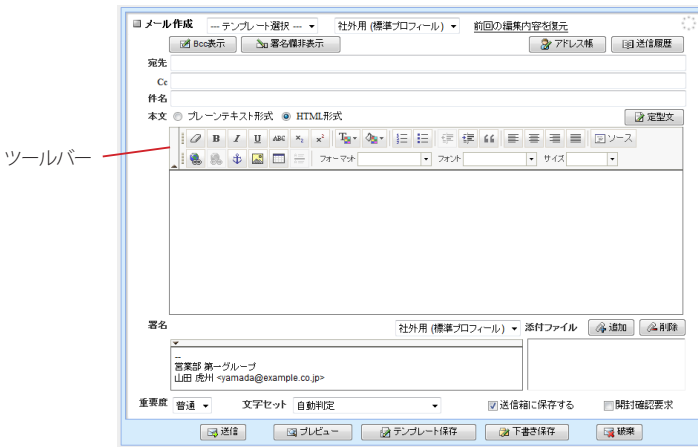 メール作成 --- テンプレート選択 --- 社外用 (標準プロフィール) 前回の編集内容を復元
Bcc表示 署名欄非表示 アドレス帳 送信履歴
宛先
Cc
件名
本文 プレーンテキスト形式 HTML形式 定型文
ツールバー
B I U ABC x₂ x² ソース
フォーマット フォント サイズ
署名 社外用 (標準プロフィール) 添付ファイル 追加 削除
--
営業部 第一グループ
山田 虎州 <yamada@example.co.jp>
重要度 普通 文字セット 自動判定 送信箱に保存する 開封確認要求
送信 プレビュー テンプレート保存 下書き保存 破棄